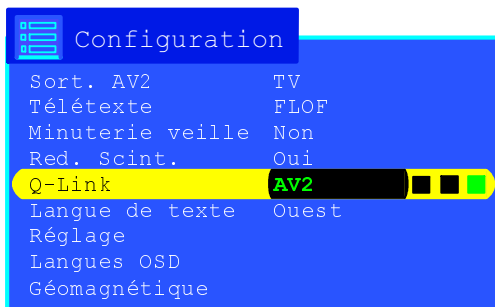 Configuration
Sort. AV2 TV
Télétexte FLOF
Minuterie veille Non
Red. Scint. Oui
Q-Link AV2
Langue de texte Ouest
Réglage
Langues OSD
Géomagnétique